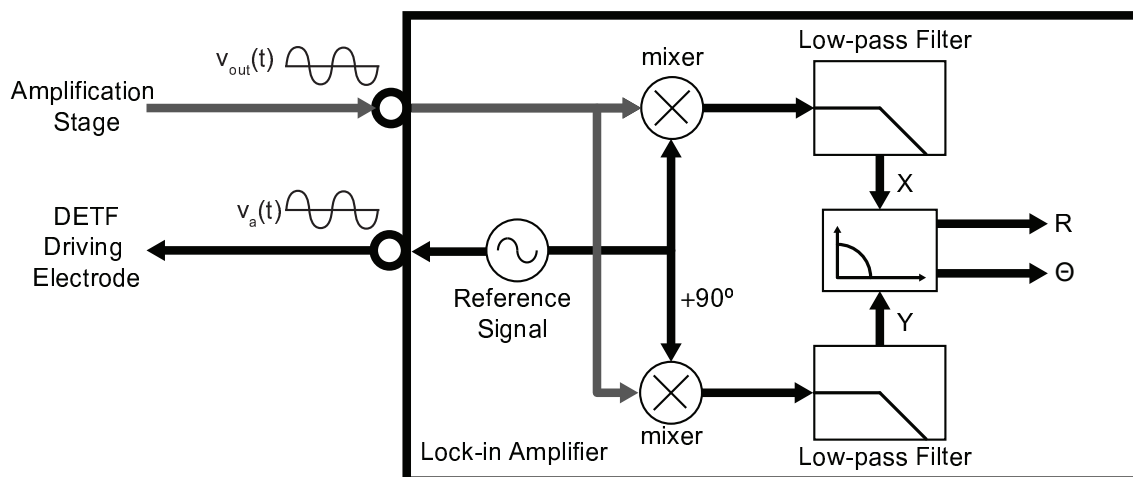 Amplification
Stage
v_out(t)
mixer
Low-pass Filter
X
DETF
Driving
Electrode
v_a(t)
Reference
Signal
+90º
R
Θ
Y
mixer
Low-pass Filter
Lock-in Amplifier